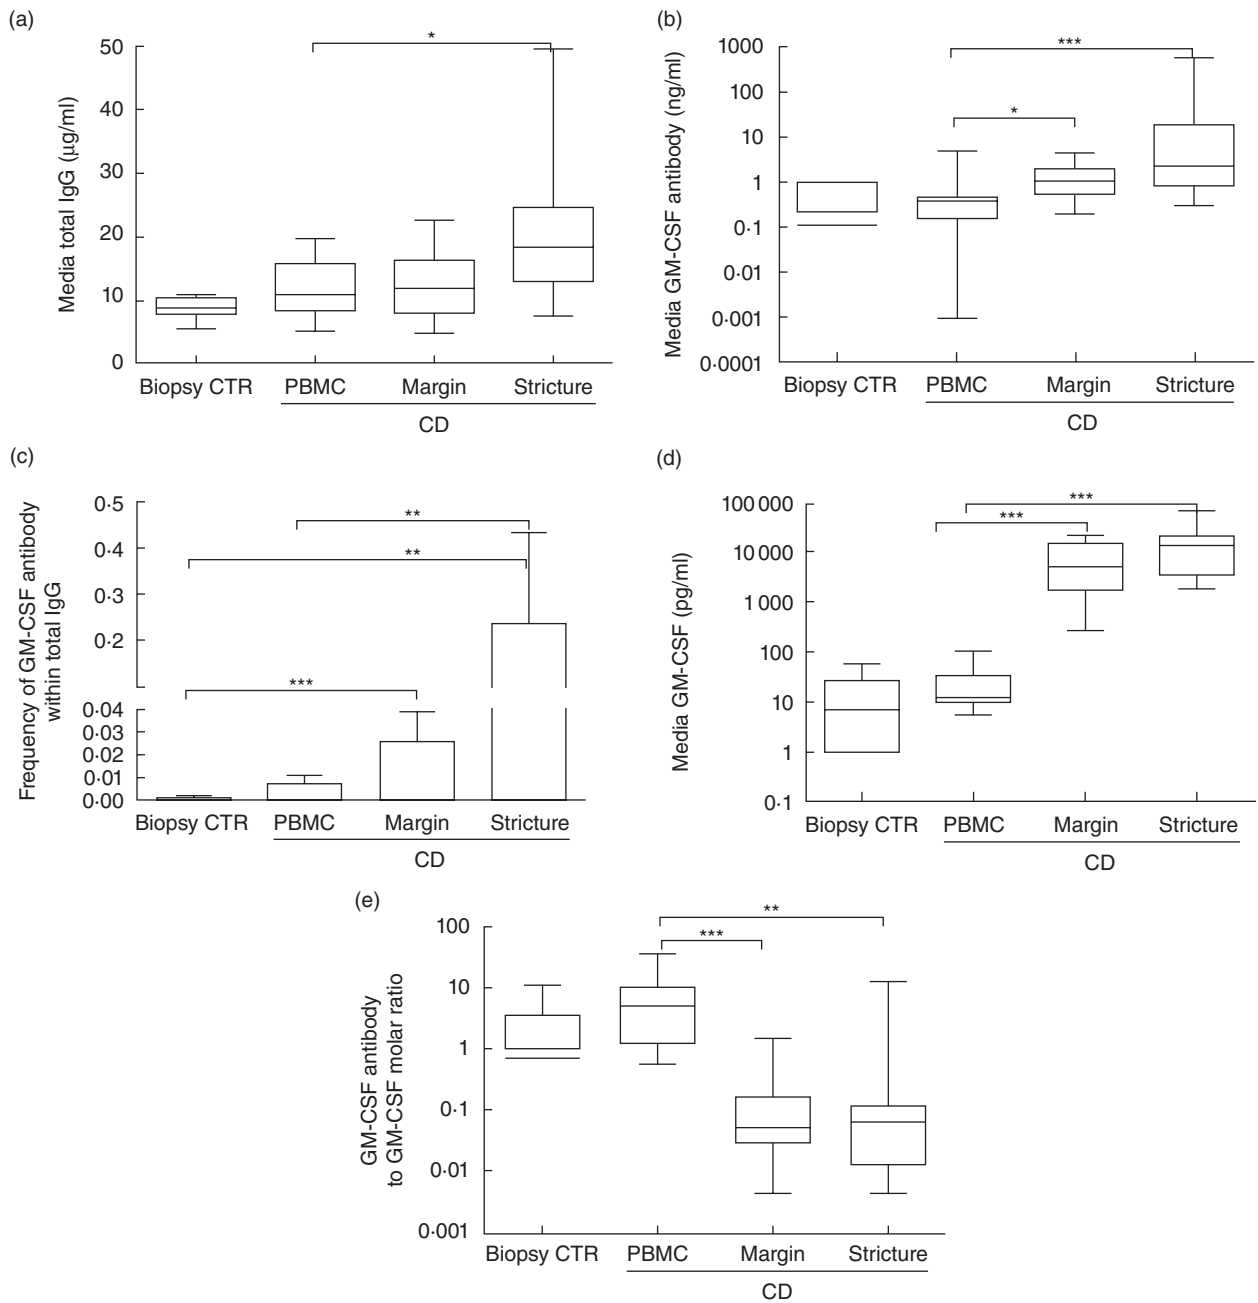 (a)
*
50
40
30
20
10
0
Media total IgG (μg/ml)
Biopsy CTR PBMC Margin Stricture
CD
(b)
***
*
1000
100
10
1
0·1
0·01
0·001
0·0001
Media GM-CSF antibody (ng/ml)
Biopsy CTR PBMC Margin Stricture
CD
(c)
**
**
***
0·5
0·4
0·3
0·2
0·04
0·03
0·02
0·01
0·00
Frequency of GM-CSF antibody
within total IgG
Biopsy CTR PBMC Margin Stricture
CD
(d)
***
***
100 000
10 000
1 000
100
10
1
0·1
Media GM-CSF (pg/ml)
Biopsy CTR PBMC Margin Stricture
CD
(e)
**
***
100
10
1
0·1
0·01
0·001
GM-CSF antibody
to GM-CSF molar ratio
Biopsy CTR PBMC Margin Stricture
CD